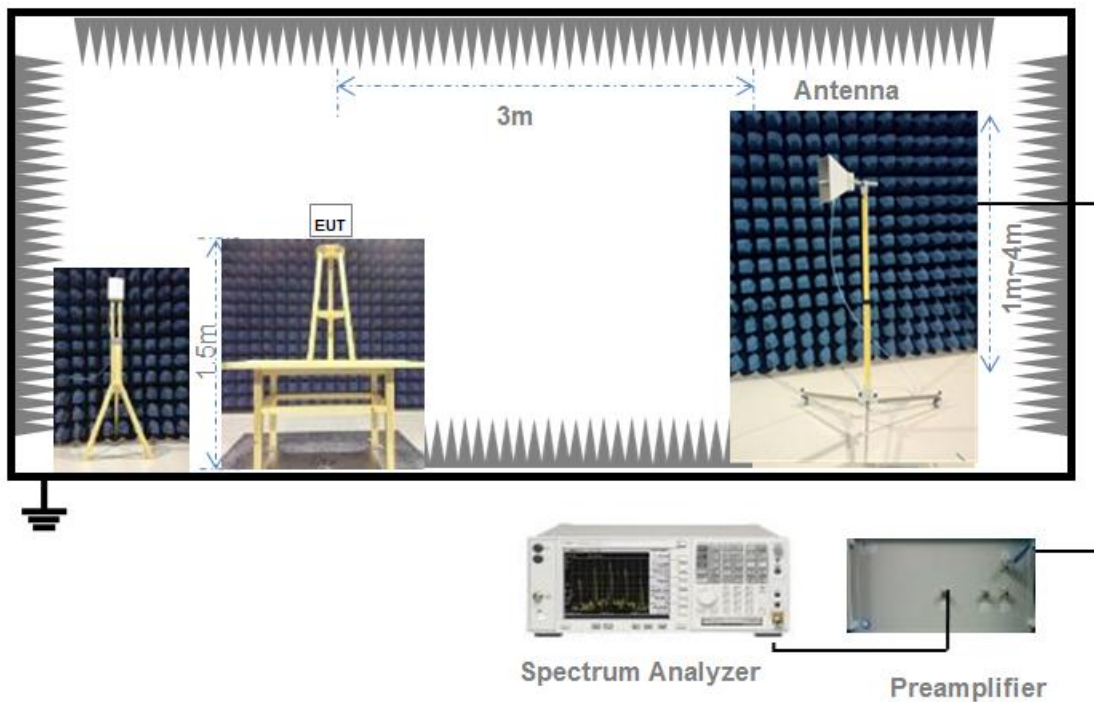 Antenna
3m
EUT
1m~4m
1.5m
Spectrum Analyzer
Preamplifier